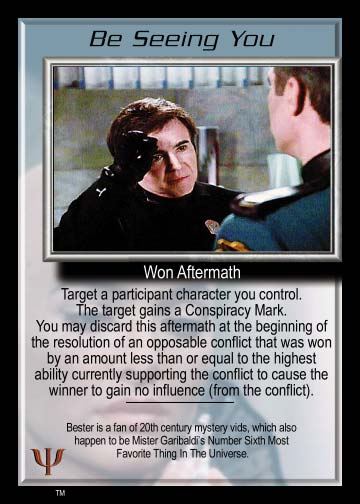 Be Seeing You
Won Aftermath
Target a participant character you control.
The target gains a Conspiracy Mark.
You may discard this aftermath at the beginning of
the resolution of an opposable conflict that was won
by an amount less than or equal to the highest
ability currently supporting the conflict to cause the
winner to gain no influence (from the conflict).
Bester is a fan of 20th century mystery vids, which also
happen to be Mister Garibaldi`s Number Sixth Most
Favorite Thing In The Universe.
Ψ
TM